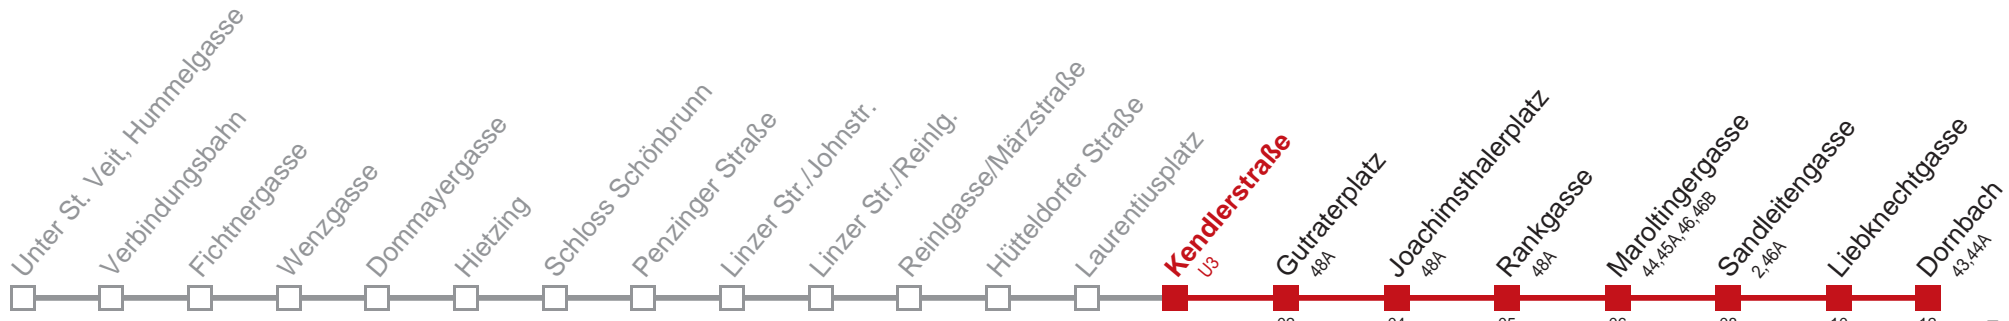 Unter St. Veit, Hummelgasse
Verbindungsbahn
Fichtnergasse
Wenzgasse
Dommayergasse
Hietzing
Schloss Schönbrunn
Penzinger Straße
Linzer Str./Johnstr.
Linzer Str./Reinlg.
Reinlgasse/Märzstraße
Hütteldorfer Straße
Laurentiusplatz
Kendlerstraße
U3
Gutraterplatz
48A
Joachimsthalerplatz
48A
Rankgasse
48A
Maroltingergasse
44,45A,46,46B
Sandleitengasse
2,46A
Liebknechtgasse
Dornbach
43,44A